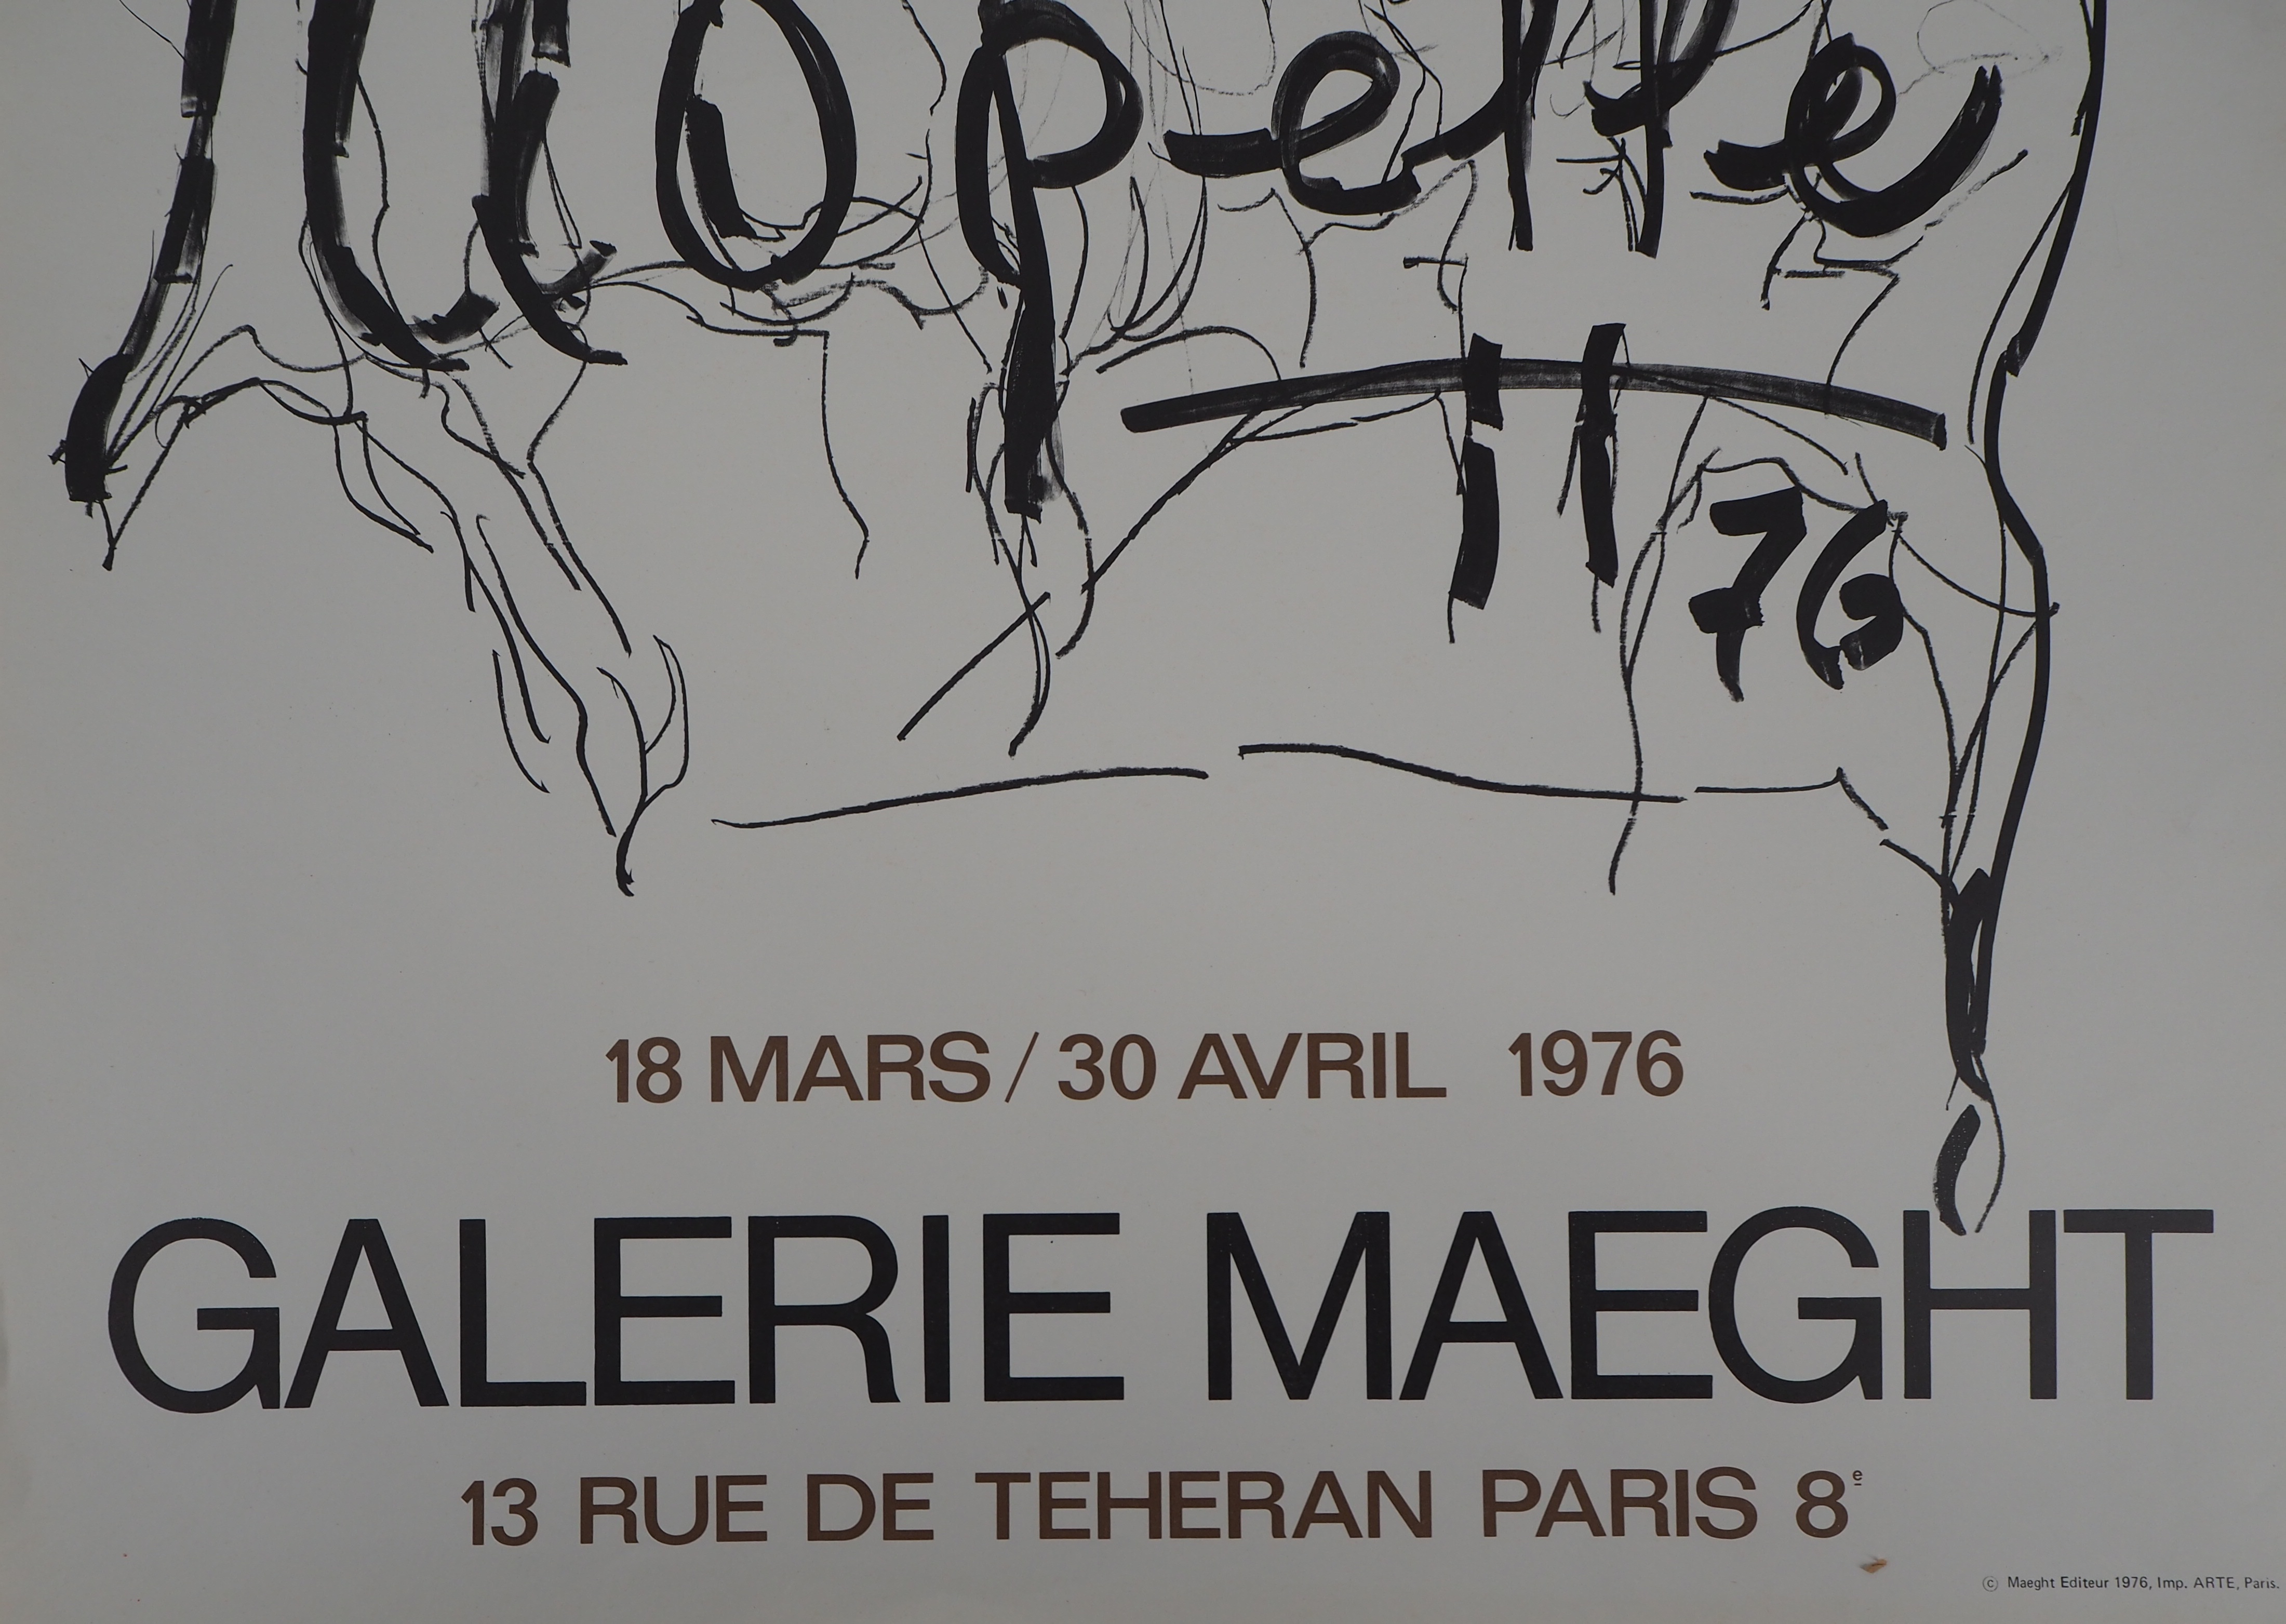 Riopelle
76
18 MARS / 30 AVRIL 1976
GALERIE MAEGHT
13 RUE DE TEHERAN PARIS 8e
© Maeght Editeur 1976, Imp. ARTE, Paris.